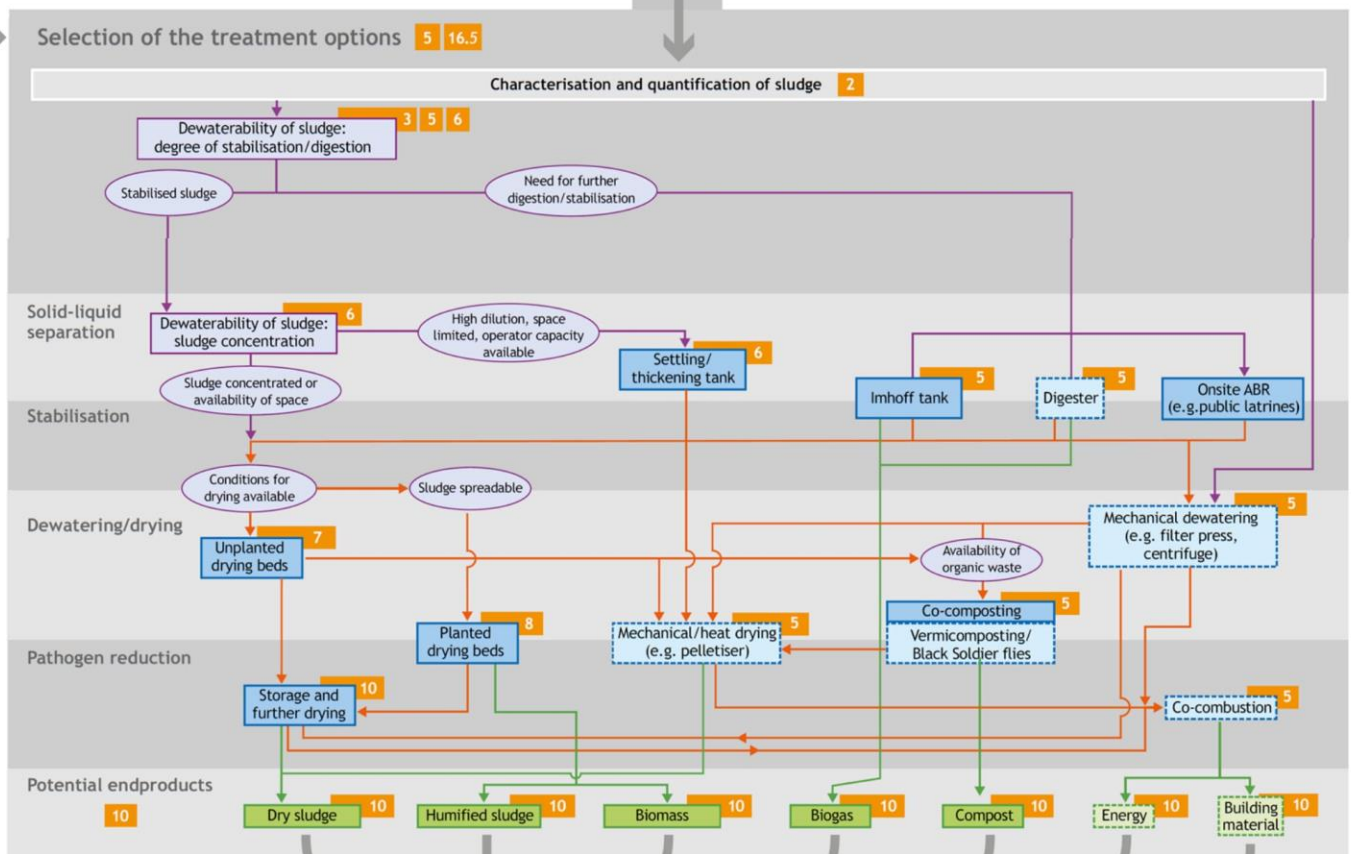 Selection of the treatment options 5 16.5
Characterisation and quantification of sludge 2
3 5 6
Dewaterability of sludge:
degree of stabilisation/digestion
Stabilised sludge
Need for further
digestion/stabilisation
Solid-liquid
separation
6
Dewaterability of sludge:
sludge concentration
High dilution, space
limited, operator capacity
available
6
Settling/
thickening tank
5
Imhoff tank
5
Digester
5
Onsite ABR
(e.g.public latrines)
Sludge concentrated or
availability of space
Stabilisation
Conditions for
drying available
Sludge spreadable
Dewatering/drying
7
Unplanted
drying beds
Availability of
organic waste
5
Mechanical dewatering
(e.g. filter press,
centrifuge)
8
Planted
drying beds
5
Mechanical/heat drying
(e.g. pelletiser)
5
Co-composting
Vermicomposting/
Black Soldier flies
Pathogen reduction
10
Storage and
further drying
5
Co-combustion
Potential endproducts
10
Dry sludge 10
Humified sludge 10
Biomass 10
Biogas 10
Compost 10
Energy 10
Building
material 10